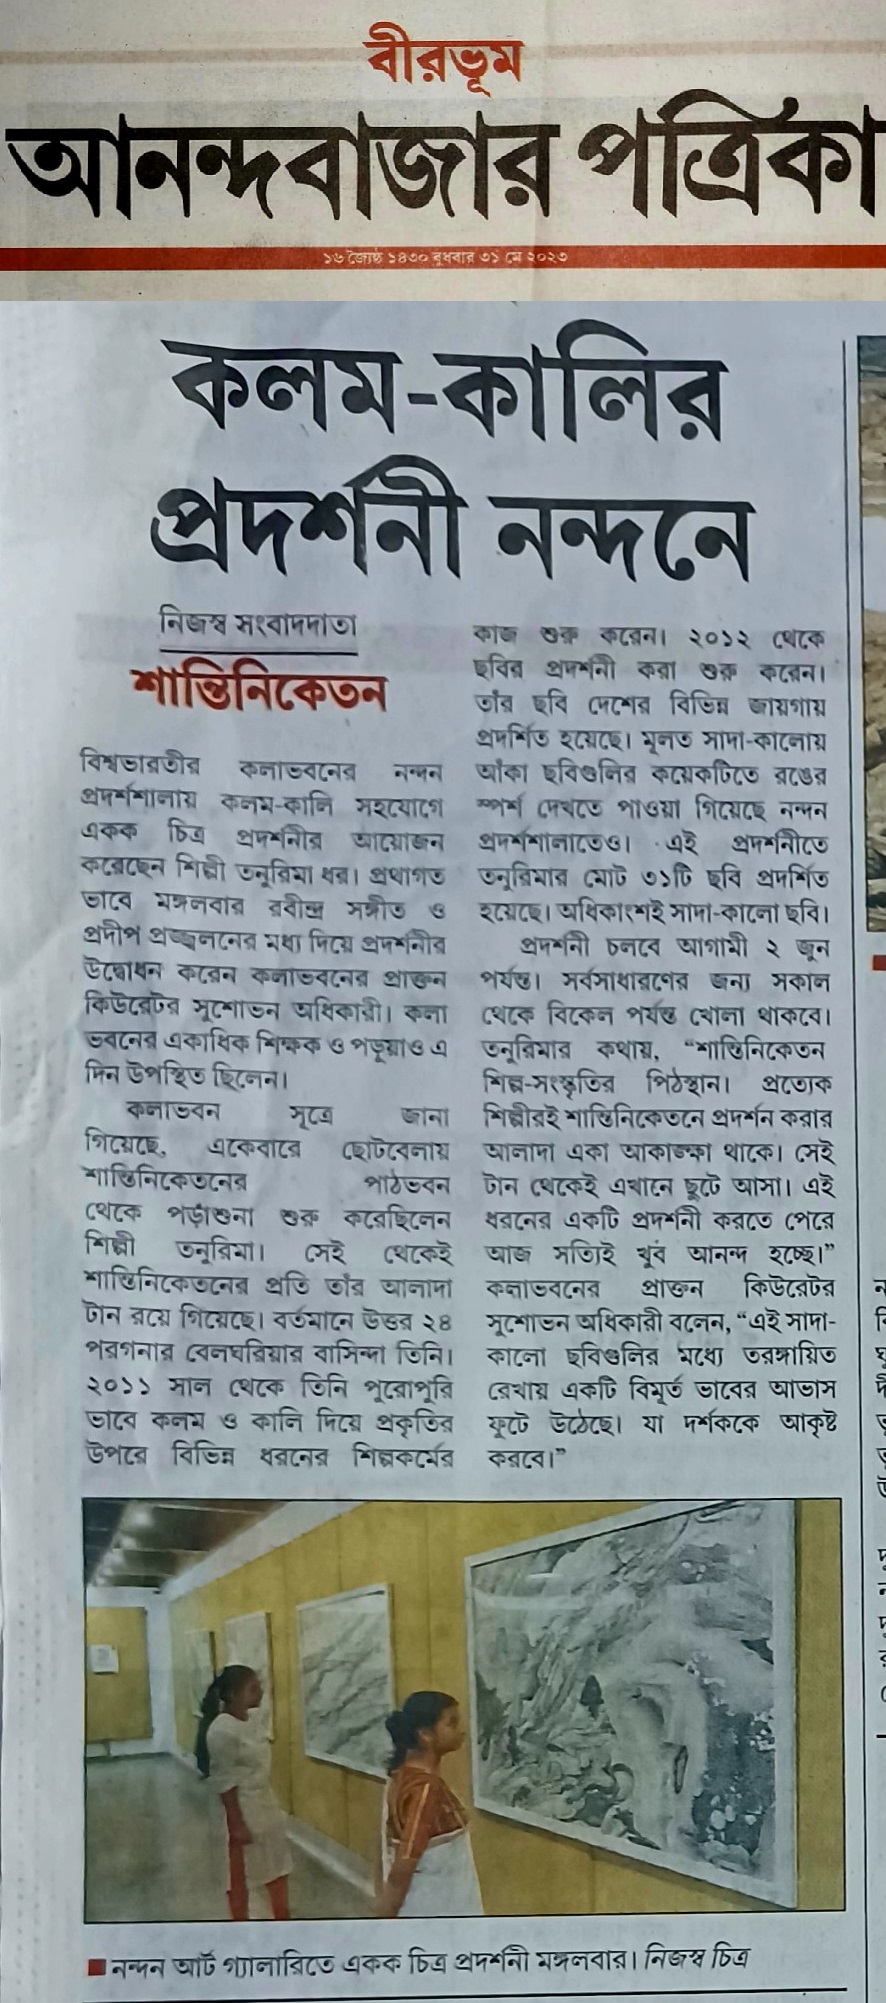 বীরভূম
আনন্দবাজার পত্রিকা
১৬ জ্যৈষ্ঠ ১৪৩০ বুধবার ৩১ মে ২০২৩
কলম-কালির
প্রদর্শনী নন্দনে
নিজস্ব সংবাদদাতা
শান্তিনিকেতন
বিশ্বভারতীর কলাভবনের নন্দন
প্রদর্শশালায় কলম-কালি সহযোগে
একক চিত্র প্রদর্শনীর আয়োজন
করেছেন শিল্পী তনুরিমা ধর। প্রথাগত
ভাবে মঙ্গলবার রবীন্দ্র সঙ্গীত ও
প্রদীপ প্রজ্জ্বলনের মধ্য দিয়ে প্রদর্শনীর
উদ্বোধন করেন কলাভবনের প্রাক্তন
কিউরেটর সুশোভন অধিকারী। কলা
ভবনের একাধিক শিক্ষক ও পড়ুয়াও এ
দিন উপস্থিত ছিলেন।
কলাভবন সূত্রে জানা
গিয়েছে, একেবারে ছোটবেলায়
শান্তিনিকেতনের পাঠভবন
থেকে পড়াশুনা শুরু করেছিলেন
শিল্পী তনুরিমা। সেই থেকেই
শান্তিনিকেতনের প্রতি তাঁর আলাদা
টান রয়ে গিয়েছে। বর্তমানে উত্তর ২৪
পরগনার বেলঘরিয়ার বাসিন্দা তিনি।
২০১১ সাল থেকে তিনি পুরোপুরি
ভাবে কলম ও কালি দিয়ে প্রকৃতির
উপরে বিভিন্ন ধরনের শিল্পকর্মের
কাজ শুরু করেন। ২০১২ থেকে
ছবির প্রদর্শনী করা শুরু করেন।
তাঁর ছবি দেশের বিভিন্ন জায়গায়
প্রদর্শিত হয়েছে। মূলত সাদা-কালোয়
আঁকা ছবিগুলির কয়েকটিতে রঙের
স্পর্শ দেখতে পাওয়া গিয়েছে নন্দন
প্রদর্শশালাতেও। এই প্রদর্শনীতে
তনুরিমার মোট ৩১টি ছবি প্রদর্শিত
হয়েছে। অধিকাংশই সাদা-কালো ছবি।
প্রদর্শনী চলবে আগামী ২ জুন
পর্যন্ত। সর্বসাধারণের জন্য সকাল
থেকে বিকেল পর্যন্ত খোলা থাকবে।
তনুরিমার কথায়, “শান্তিনিকেতন
শিল্প-সংস্কৃতির পিঠস্থান। প্রত্যেক
শিল্পীরই শান্তিনিকেতনে প্রদর্শন করার
আলাদা একা আকাঙ্ক্ষা থাকে। সেই
টান থেকেই এখানে ছুটে আসা। এই
ধরনের একটি প্রদর্শনী করতে পেরে
আজ সত্যিই খুব আনন্দ হচ্ছে।”
কলাভবনের প্রাক্তন কিউরেটর
সুশোভন অধিকারী বলেন, “এই সাদা-
কালো ছবিগুলির মধ্যে তরঙ্গায়িত
রেখায় একটি বিমূর্ত ভাবের আভাস
ফুটে উঠেছে। যা দর্শককে আকৃষ্ট
করবে।”
নন্দন আর্ট গ্যালারিতে একক চিত্র প্রদর্শনী মঙ্গলবার। নিজস্ব চিত্র